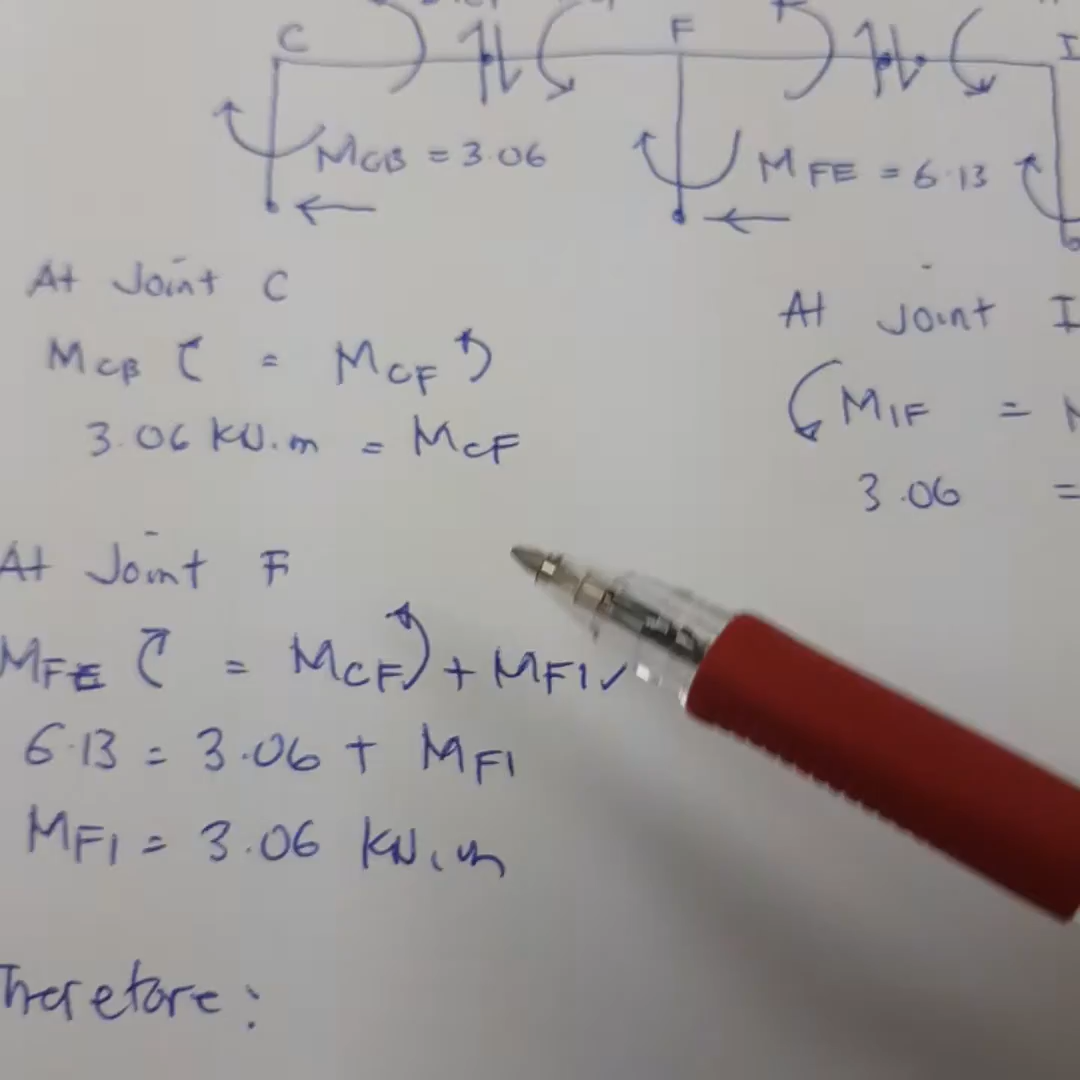 C F I
MCB = 3.06 MFE = 6.13
At Joint C
MCB = MCF
3.06 KN.m = MCF
At Joint I
MIF =
3.06 =
At Joint F
MFE = MCF + MFI
6.13 = 3.06 + MFI
MFI = 3.06 KN.m
Therefore: